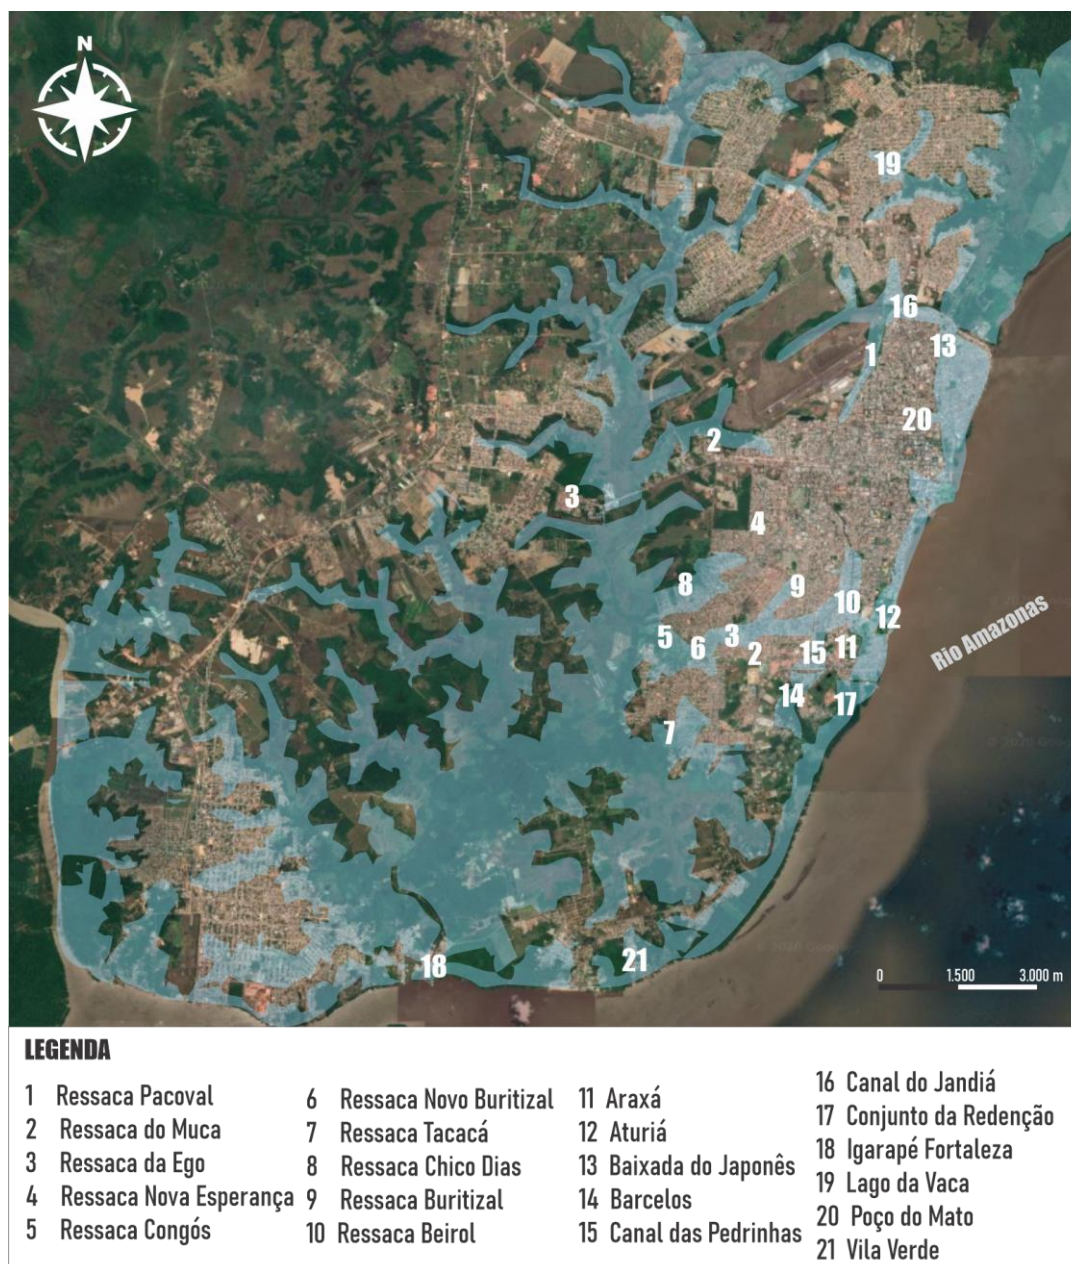 N
19
16
1
13
20
2
3
4
8
9
10
12
5
6
3
2
15
11
14
17
7
Rio Amazonas
18
21
0 1.500 3.000 m
LEGENDA
1 Ressaca Pacoval
2 Ressaca do Muca
3 Ressaca da Ego
4 Ressaca Nova Esperança
5 Ressaca Congós
6 Ressaca Novo Buritizal
7 Ressaca Tacacá
8 Ressaca Chico Dias
9 Ressaca Buritizal
10 Ressaca Beirol
11 Araxá
12 Aturiá
13 Baixada do Japonês
14 Barcelos
15 Canal das Pedrinhas
16 Canal do Jandiá
17 Conjunto da Redenção
18 Igarapé Fortaleza
19 Lago da Vaca
20 Poço do Mato
21 Vila Verde